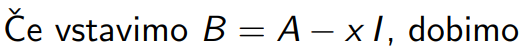 Če vstavimo B = A − x I, dobimo